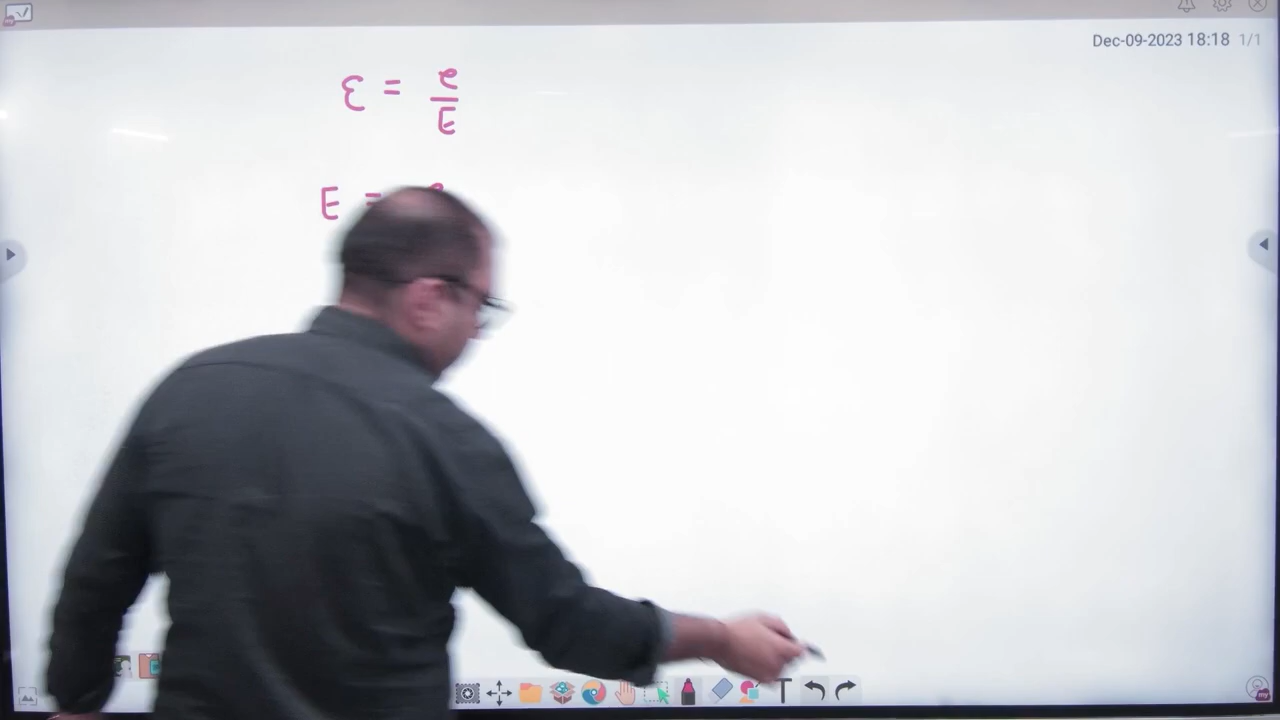 Dec-09-2023 18:18 1/1
ε = e/E
E =
T